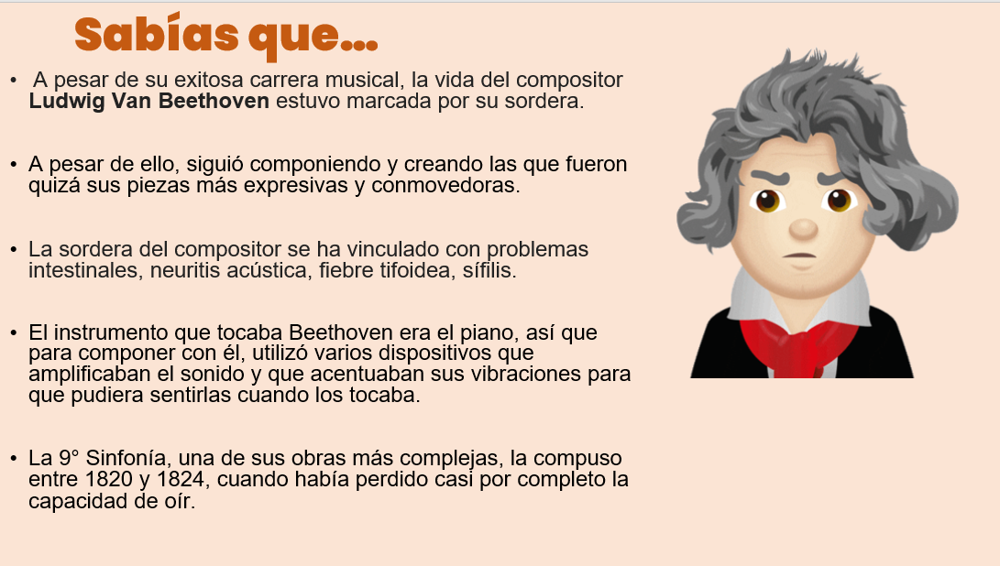 Sabías que...
• A pesar de su exitosa carrera musical, la vida del compositor
Ludwig Van Beethoven estuvo marcada por su sordera.
• A pesar de ello, siguió componiendo y creando las que fueron
quizá sus piezas más expresivas y conmovedoras.
• La sordera del compositor se ha vinculado con problemas
intestinales, neuritis acústica, fiebre tifoidea, sífilis.
• El instrumento que tocaba Beethoven era el piano, así que
para componer con él, utilizó varios dispositivos que
amplificaban el sonido y que acentuaban sus vibraciones para
que pudiera sentirlas cuando los tocaba.
• La 9° Sinfonía, una de sus obras más complejas, la compuso
entre 1820 y 1824, cuando había perdido casi por completo la
capacidad de oír.